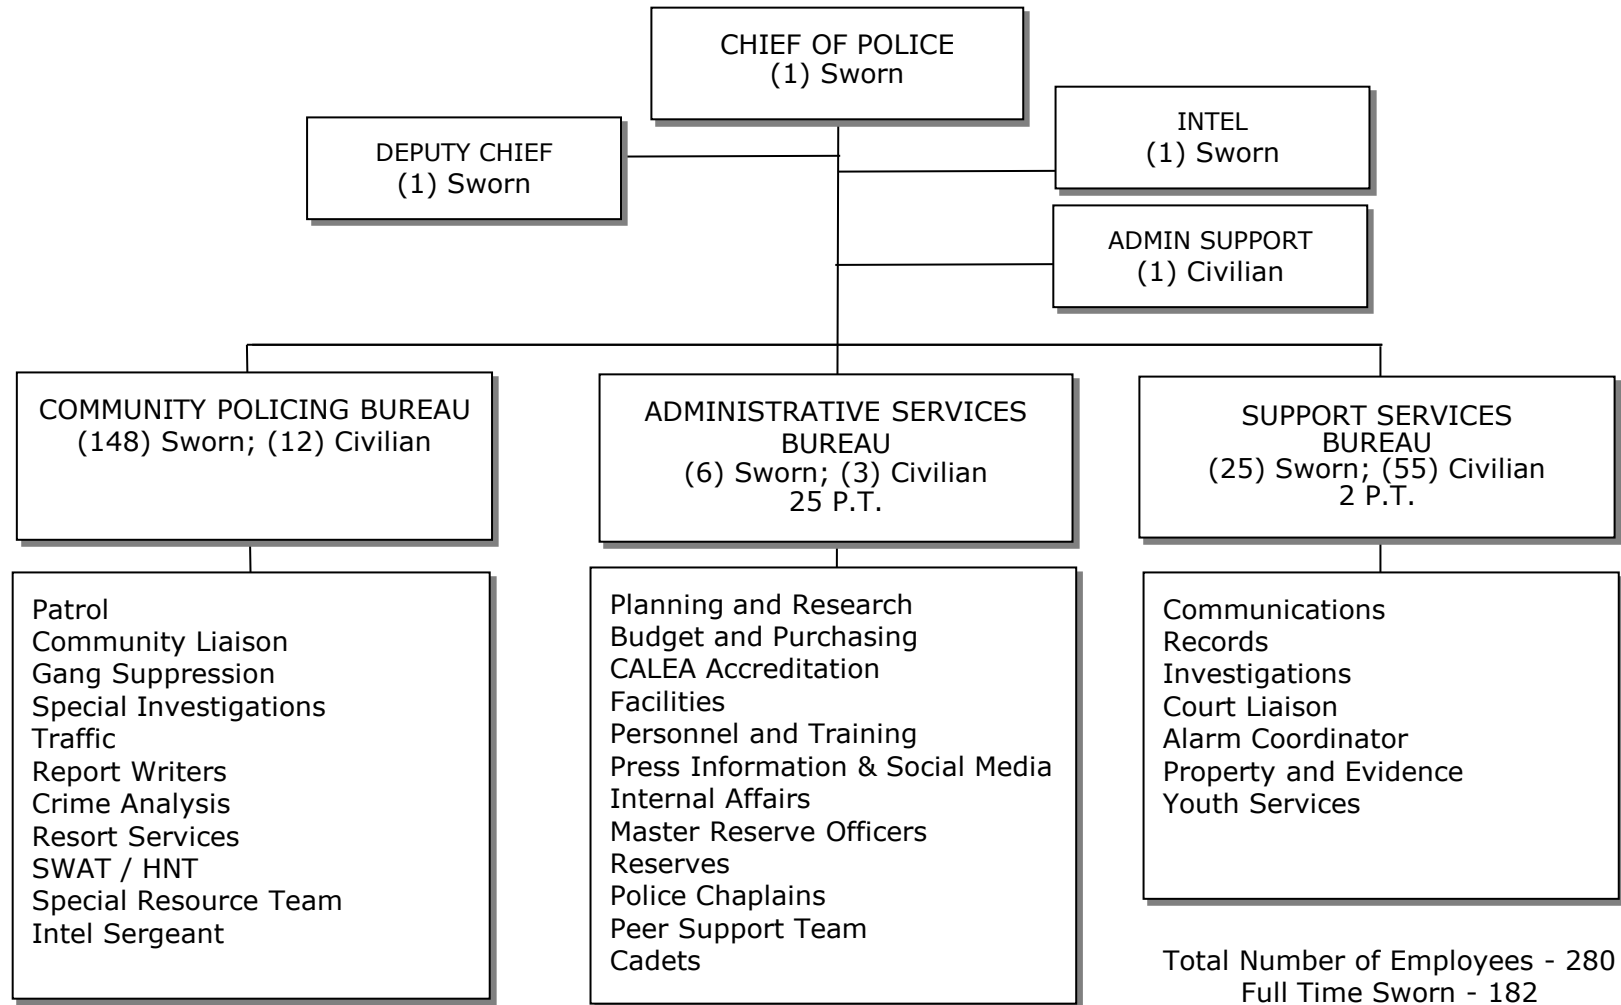 CHIEF OF POLICE
(1) Sworn
INTEL
(1) Sworn
DEPUTY CHIEF
(1) Sworn
ADMIN SUPPORT
(1) Civilian
COMMUNITY POLICING BUREAU
(148) Sworn; (12) Civilian
ADMINISTRATIVE SERVICES
BUREAU
(6) Sworn; (3) Civilian
25 P.T.
SUPPORT SERVICES
BUREAU
(25) Sworn; (55) Civilian
2 P.T.
Patrol
Community Liaison
Gang Suppression
Special Investigations
Traffic
Report Writers
Crime Analysis
Resort Services
SWAT / HNT
Special Resource Team
Intel Sergeant
Planning and Research
Budget and Purchasing
CALEA Accreditation
Facilities
Personnel and Training
Press Information & Social Media
Internal Affairs
Master Reserve Officers
Reserves
Police Chaplains
Peer Support Team
Cadets
Communications
Records
Investigations
Court Liaison
Alarm Coordinator
Property and Evidence
Youth Services
Total Number of Employees - 280
Full Time Sworn - 182